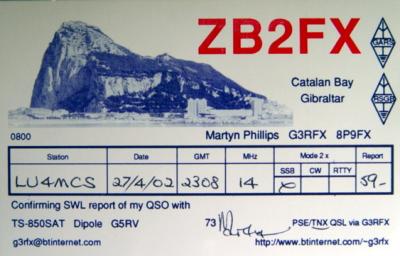 ZB2FX
GARS
Catalan Bay
Gibraltar
RSGB
0800
Martyn Phillips G3RFX 8P9FX
Station Date GMT MHz Mode 2 x Report
SSB CW RTTY
LU4MCS 27/4/02 2308 14 X 59-
Confirming SWL report of my QSO with
TS-850SAT Dipole G5RV 73 PSE/TNX QSL via G3RFX
g3rfx@btinternet.com http://www.btinternet.com/~g3rfx